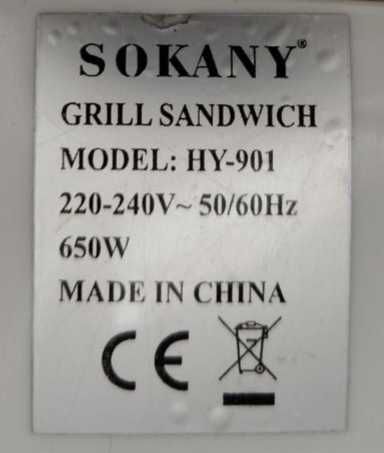 SOKANY®
GRILL SANDWICH
MODEL: HY-901
220-240V~ 50/60Hz
650W
MADE IN CHINA
CE